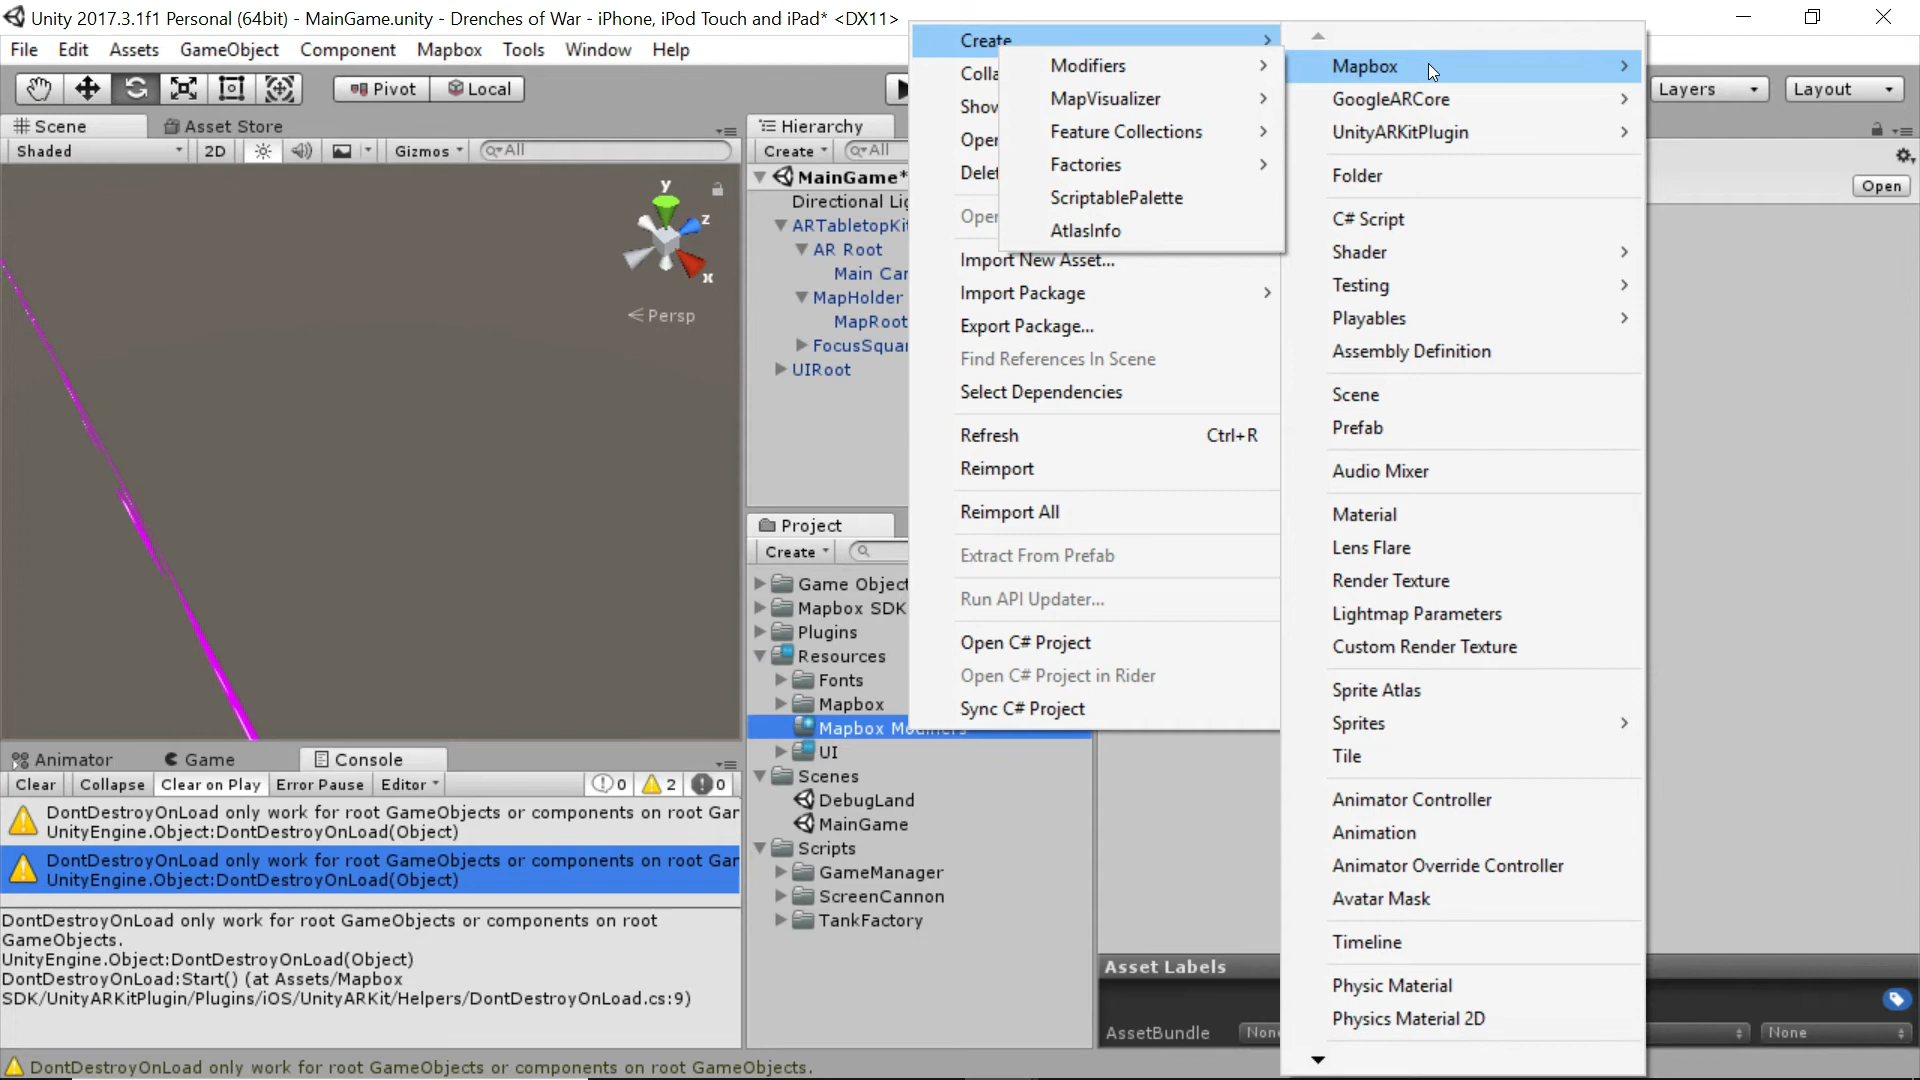 Unity 2017.3.1f1 Personal (64bit) - MainGame.unity - Drenches of War - iPhone, iPod Touch and iPad* <DX11>
File Edit Assets GameObject Component Mapbox Tools Window Help
Pivot Local
Layers Layout
Scene Asset Store
Shaded 2D Gizmos All
y
z
x
Persp
Hierarchy
Create All
MainGame*
Directional Lig
ARTabletopKit
AR Root
Main Car
MapHolder
MapRoot
FocusSquar
UIRoot
Project
Create
Game Object
Mapbox SDK
Plugins
Resources
Fonts
Mapbox
Mapbox Modifiers
UI
Scenes
DebugLand
MainGame
Scripts
GameManager
ScreenCannon
TankFactory
Create
Colla
Show
Open
Delet
Open
Import New Asset...
Import Package
Export Package...
Find References In Scene
Select Dependencies
Refresh Ctrl+R
Reimport
Reimport All
Extract From Prefab
Run API Updater...
Open C# Project
Open C# Project in Rider
Sync C# Project
Modifiers
MapVisualizer
Feature Collections
Factories
ScriptablePalette
AtlasInfo
Mapbox
GoogleARCore
UnityARKitPlugin
Folder
C# Script
Shader
Testing
Playables
Assembly Definition
Scene
Prefab
Audio Mixer
Material
Lens Flare
Render Texture
Lightmap Parameters
Custom Render Texture
Sprite Atlas
Sprites
Tile
Animator Controller
Animation
Animator Override Controller
Avatar Mask
Timeline
Physic Material
Physics Material 2D
Open
Asset Labels
AssetBundle None None
Animator Game Console
Clear Collapse Clear on Play Error Pause Editor 0 2 0
DontDestroyOnLoad only work for root GameObjects or components on root Gar
UnityEngine.Object:DontDestroyOnLoad(Object)
DontDestroyOnLoad only work for root GameObjects or components on root Gar
UnityEngine.Object:DontDestroyOnLoad(Object)
DontDestroyOnLoad only work for root GameObjects or components on root
GameObjects.
UnityEngine.Object:DontDestroyOnLoad(Object)
DontDestroyOnLoad:Start() (at Assets/Mapbox
SDK/UnityARKitPlugin/Plugins/iOS/UnityARKit/Helpers/DontDestroyOnLoad.cs:9)
DontDestroyOnLoad only work for root GameObjects or components on root GameObjects.